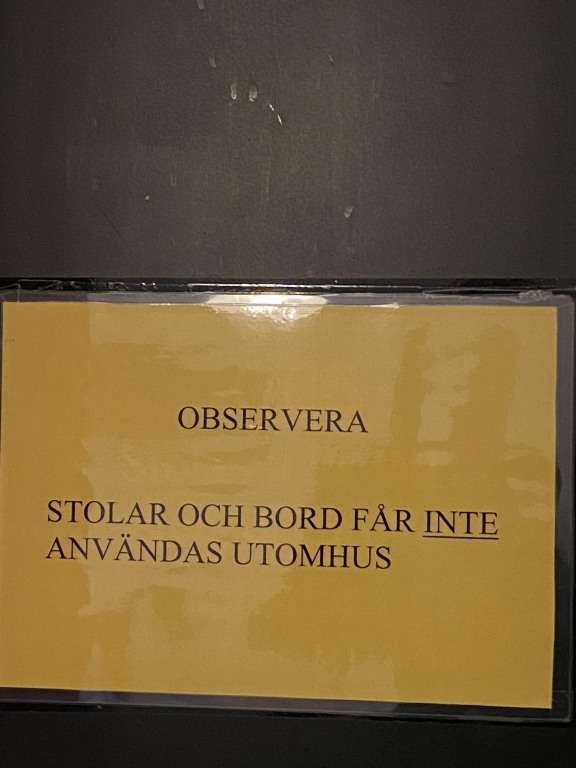 OBSERVERA
STOLAR OCH BORD FÅR INTE
ANVÄNDAS UTOMHUS